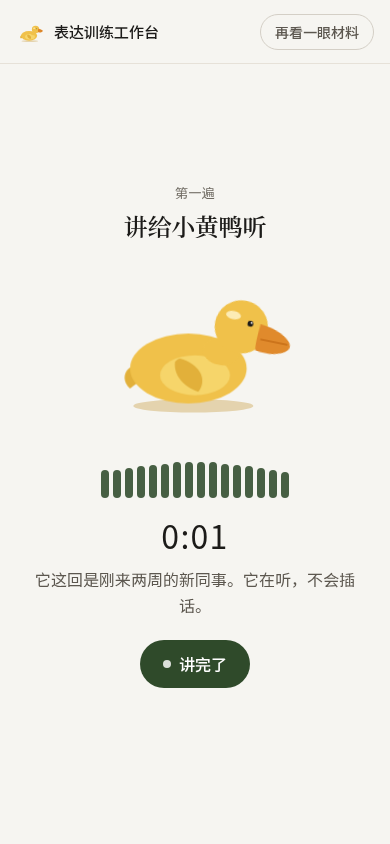 表达训练工作台
再看一眼材料
第一遍
讲给小黄鸭听
0:01
它这回是刚来两周的新同事。它在听，不会插
话。
讲完了